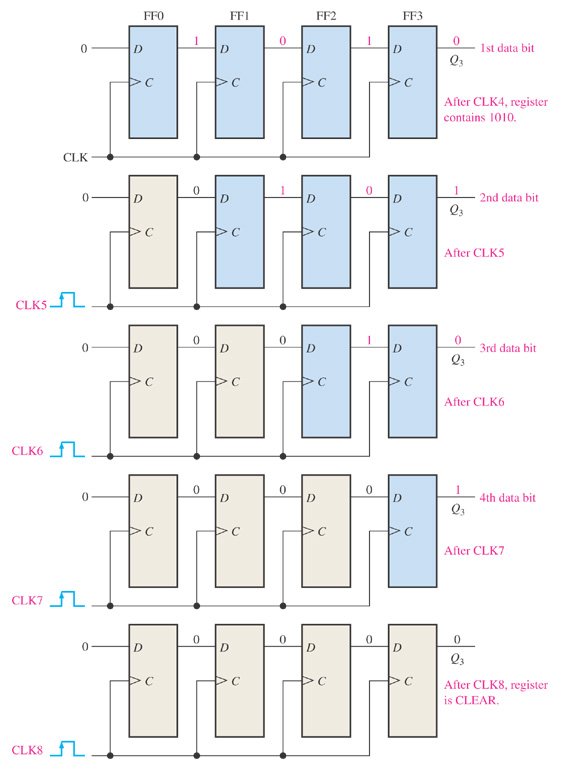 FF0 FF1 FF2 FF3
0 D 1 D 0 D 1 D 0 1st data bit
Q3
C C C C
After CLK4, register
contains 1010.
CLK
0 D 0 D 1 D 0 D 1 2nd data bit
Q3
C C C C
After CLK5
CLK5
0 D 0 D 0 D 1 D 0 3rd data bit
Q3
C C C C
After CLK6
CLK6
0 D 0 D 0 D 0 D 1 4th data bit
Q3
C C C C
After CLK7
CLK7
0 D 0 D 0 D 0 D 0
Q3
C C C C
After CLK8, register
is CLEAR.
CLK8